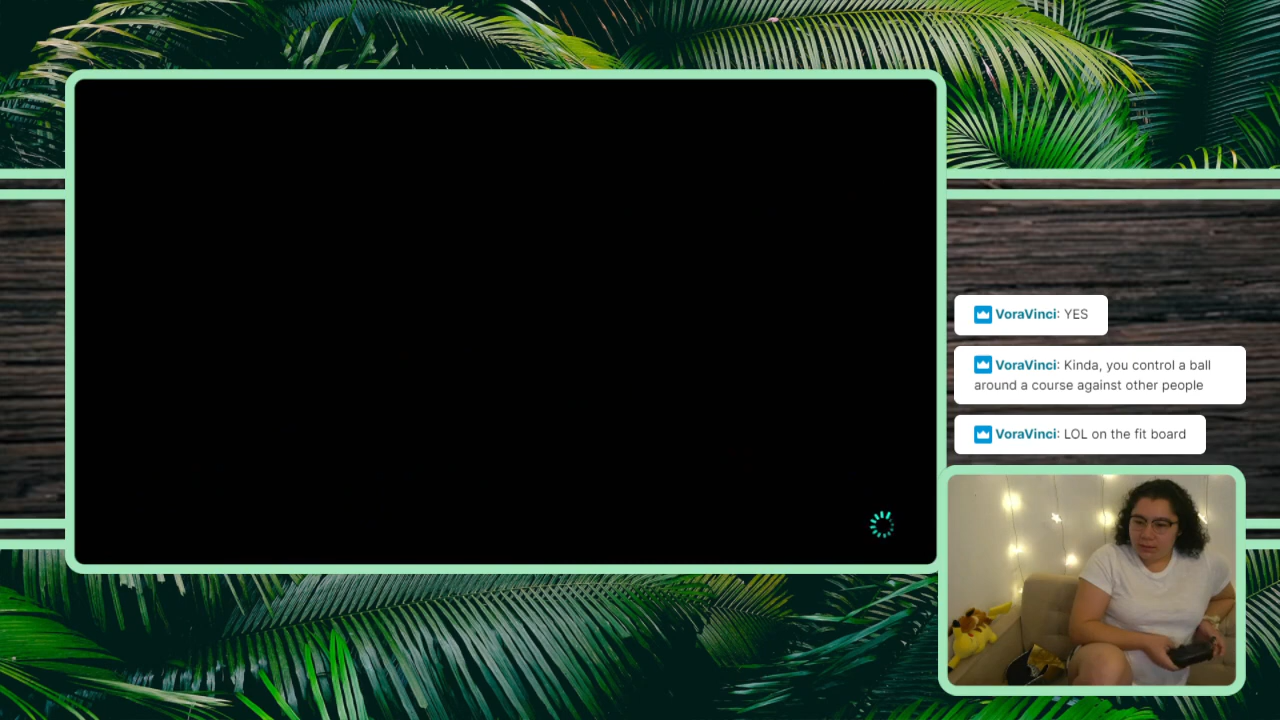 VoraVinci: YES
VoraVinci: Kinda, you control a ball
around a course against other people
VoraVinci: LOL on the fit board